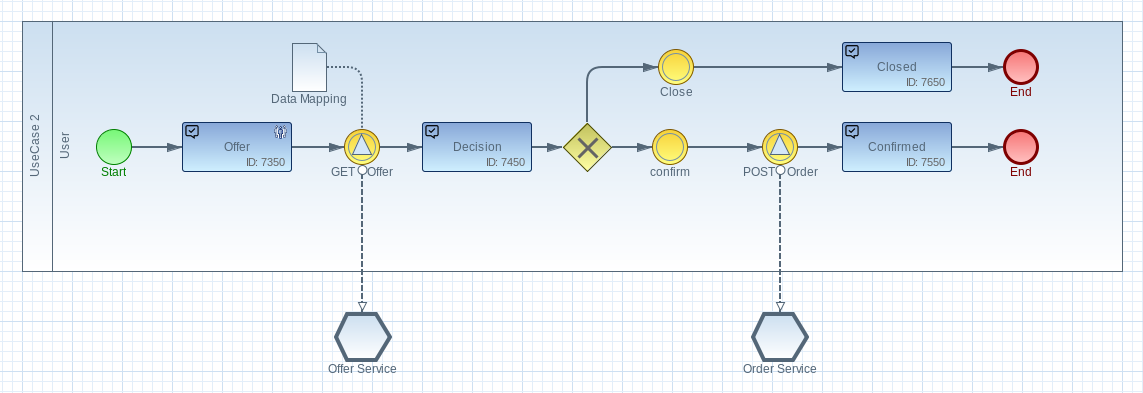 UseCase 2
User
Data Mapping
Start
Offer
ID: 7350
GET Offer
Decision
ID: 7450
Close
Closed
ID: 7650
End
confirm
POST Order
Confirmed
ID: 7550
End
Offer Service
Order Service